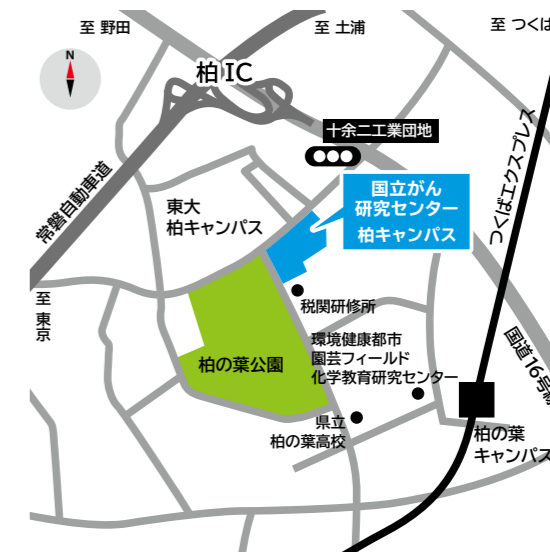 至 野田
至 土浦
至 つくば
N
柏 IC
十余二工業団地
国立がん
研究センター
柏キャンパス
つくばエクスプレス
常磐自動車道
東大
柏キャンパス
至 東京
税関研修所
環境健康都市
園芸フィールド
化学教育研究センター
国道16号線
柏の葉公園
県立
柏の葉高校
柏の葉
キャンパス